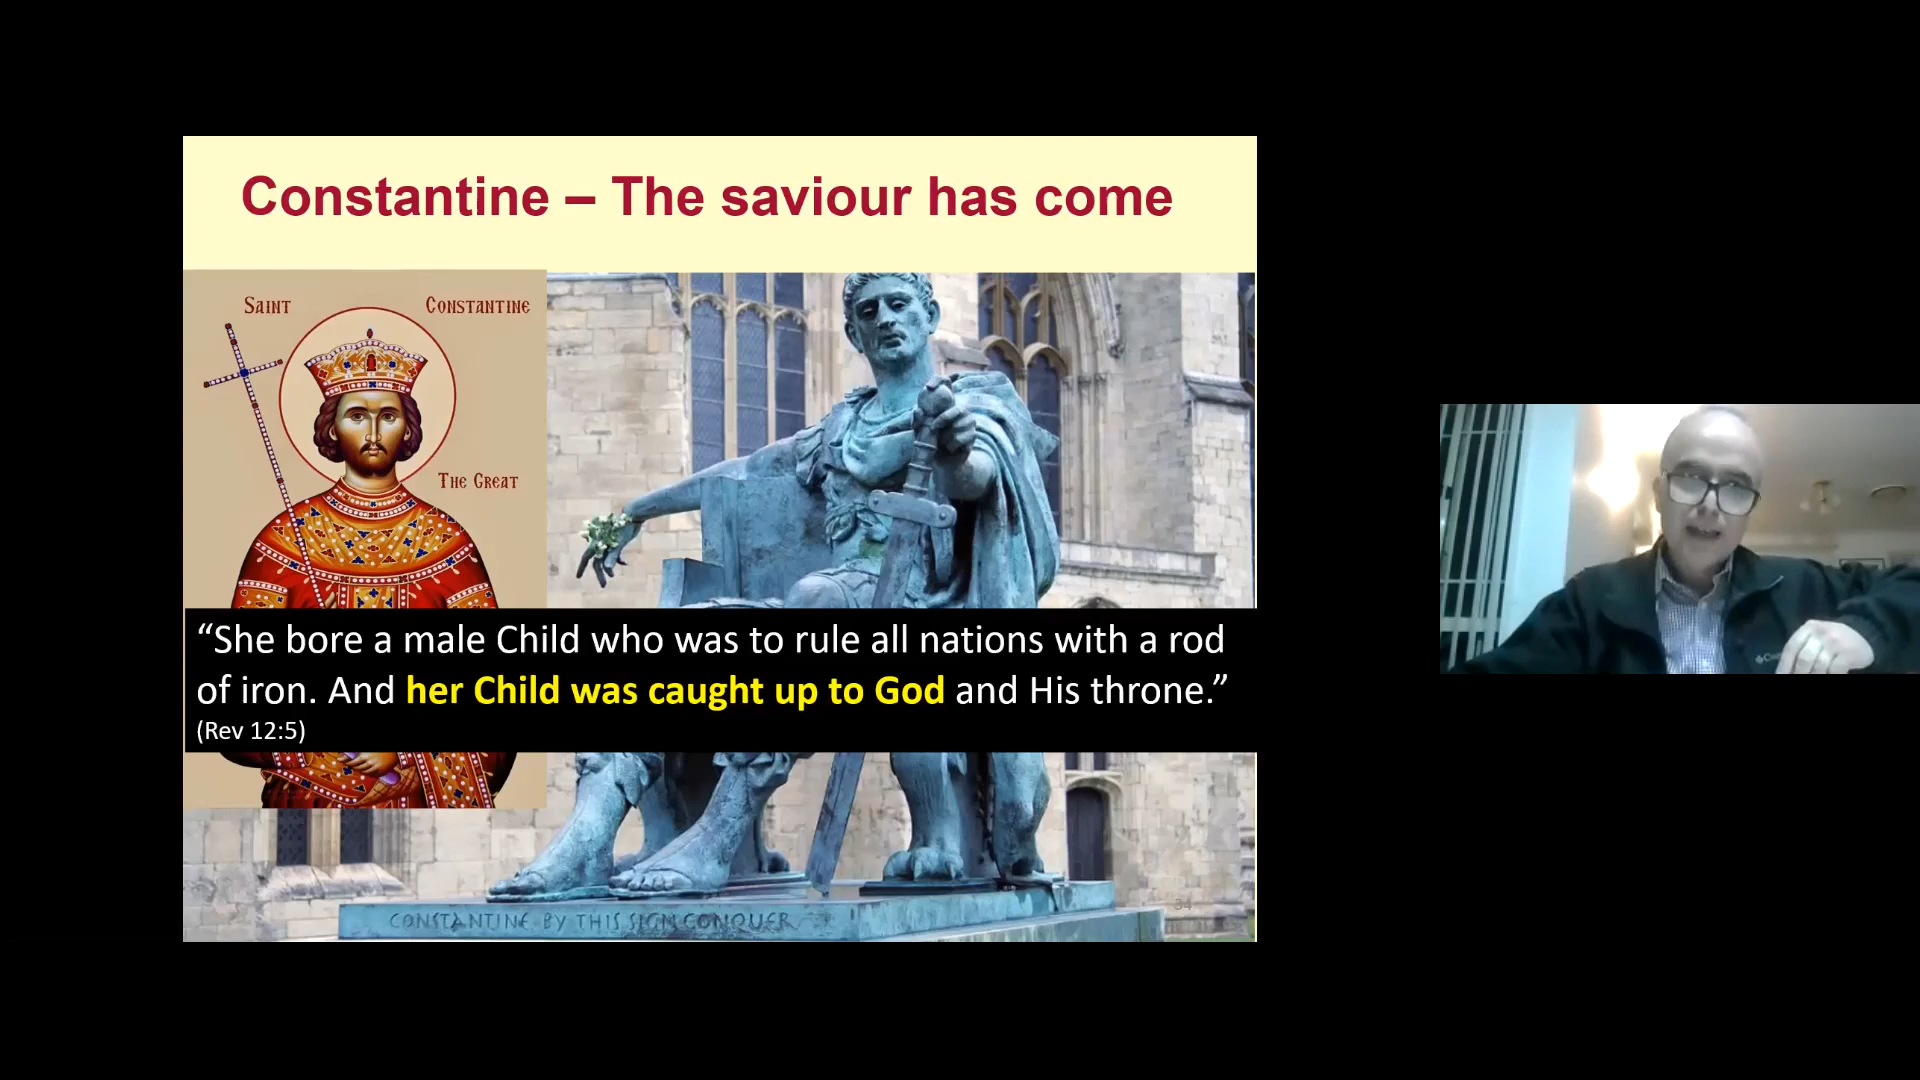 Constantine – The saviour has come
SAINT CONSTANTINE
THE GREAT
“She bore a male Child who was to rule all nations with a rod
of iron. And her Child was caught up to God and His throne.”
(Rev 12:5)
CONSTANTINE BY THIS SIGN CONQUER
34